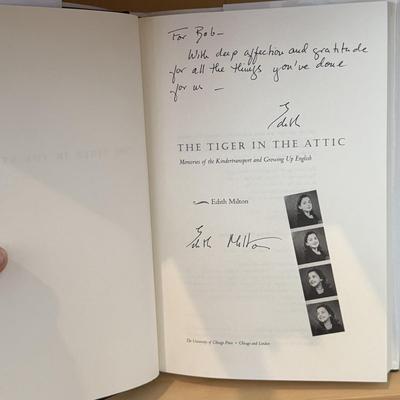 For Bob—
With deep affection and gratitude
for all the things you've done
for us —
Edith
THE TIGER IN THE ATTIC
Memories of the Kindertransport and Growing Up English
Edith Milton
Edith Milton
The University of Chicago Press • Chicago and London